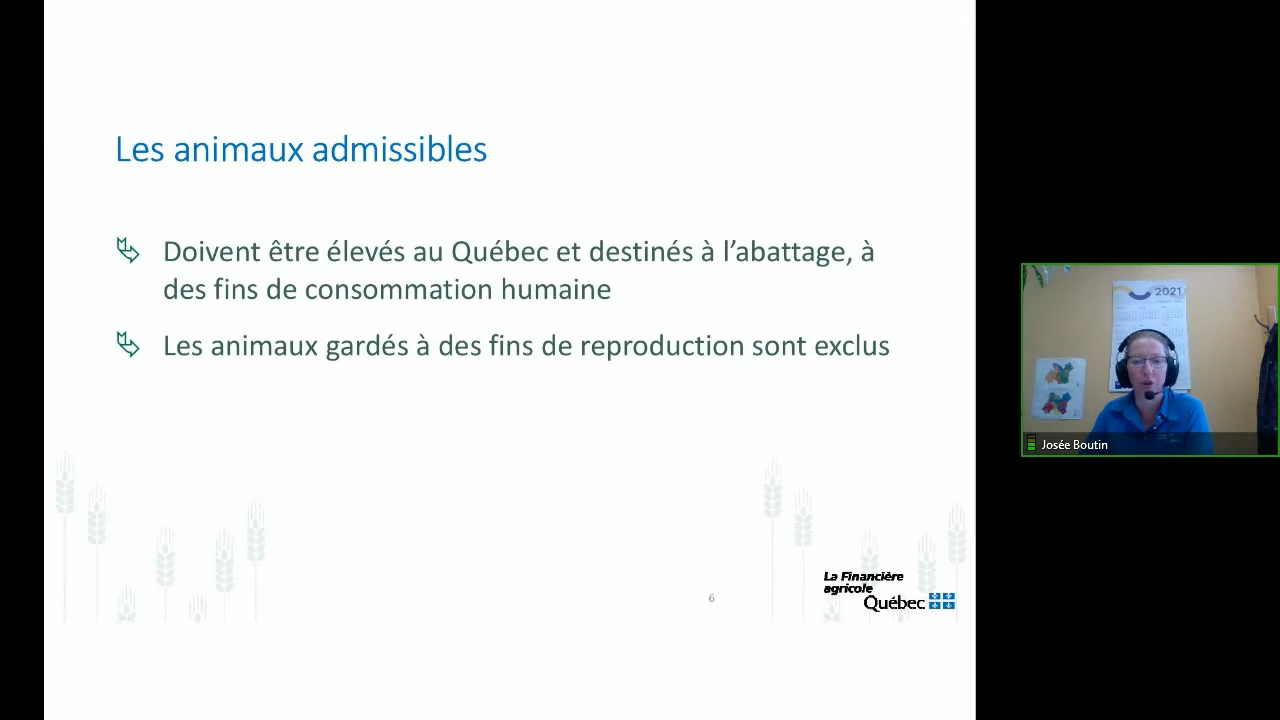 Les animaux admissibles
Doivent être élevés au Québec et destinés à l’abattage, à
des fins de consommation humaine
Les animaux gardés à des fins de reproduction sont exclus
6
La Financière
agricole
Québec
2021
Josée Boutin